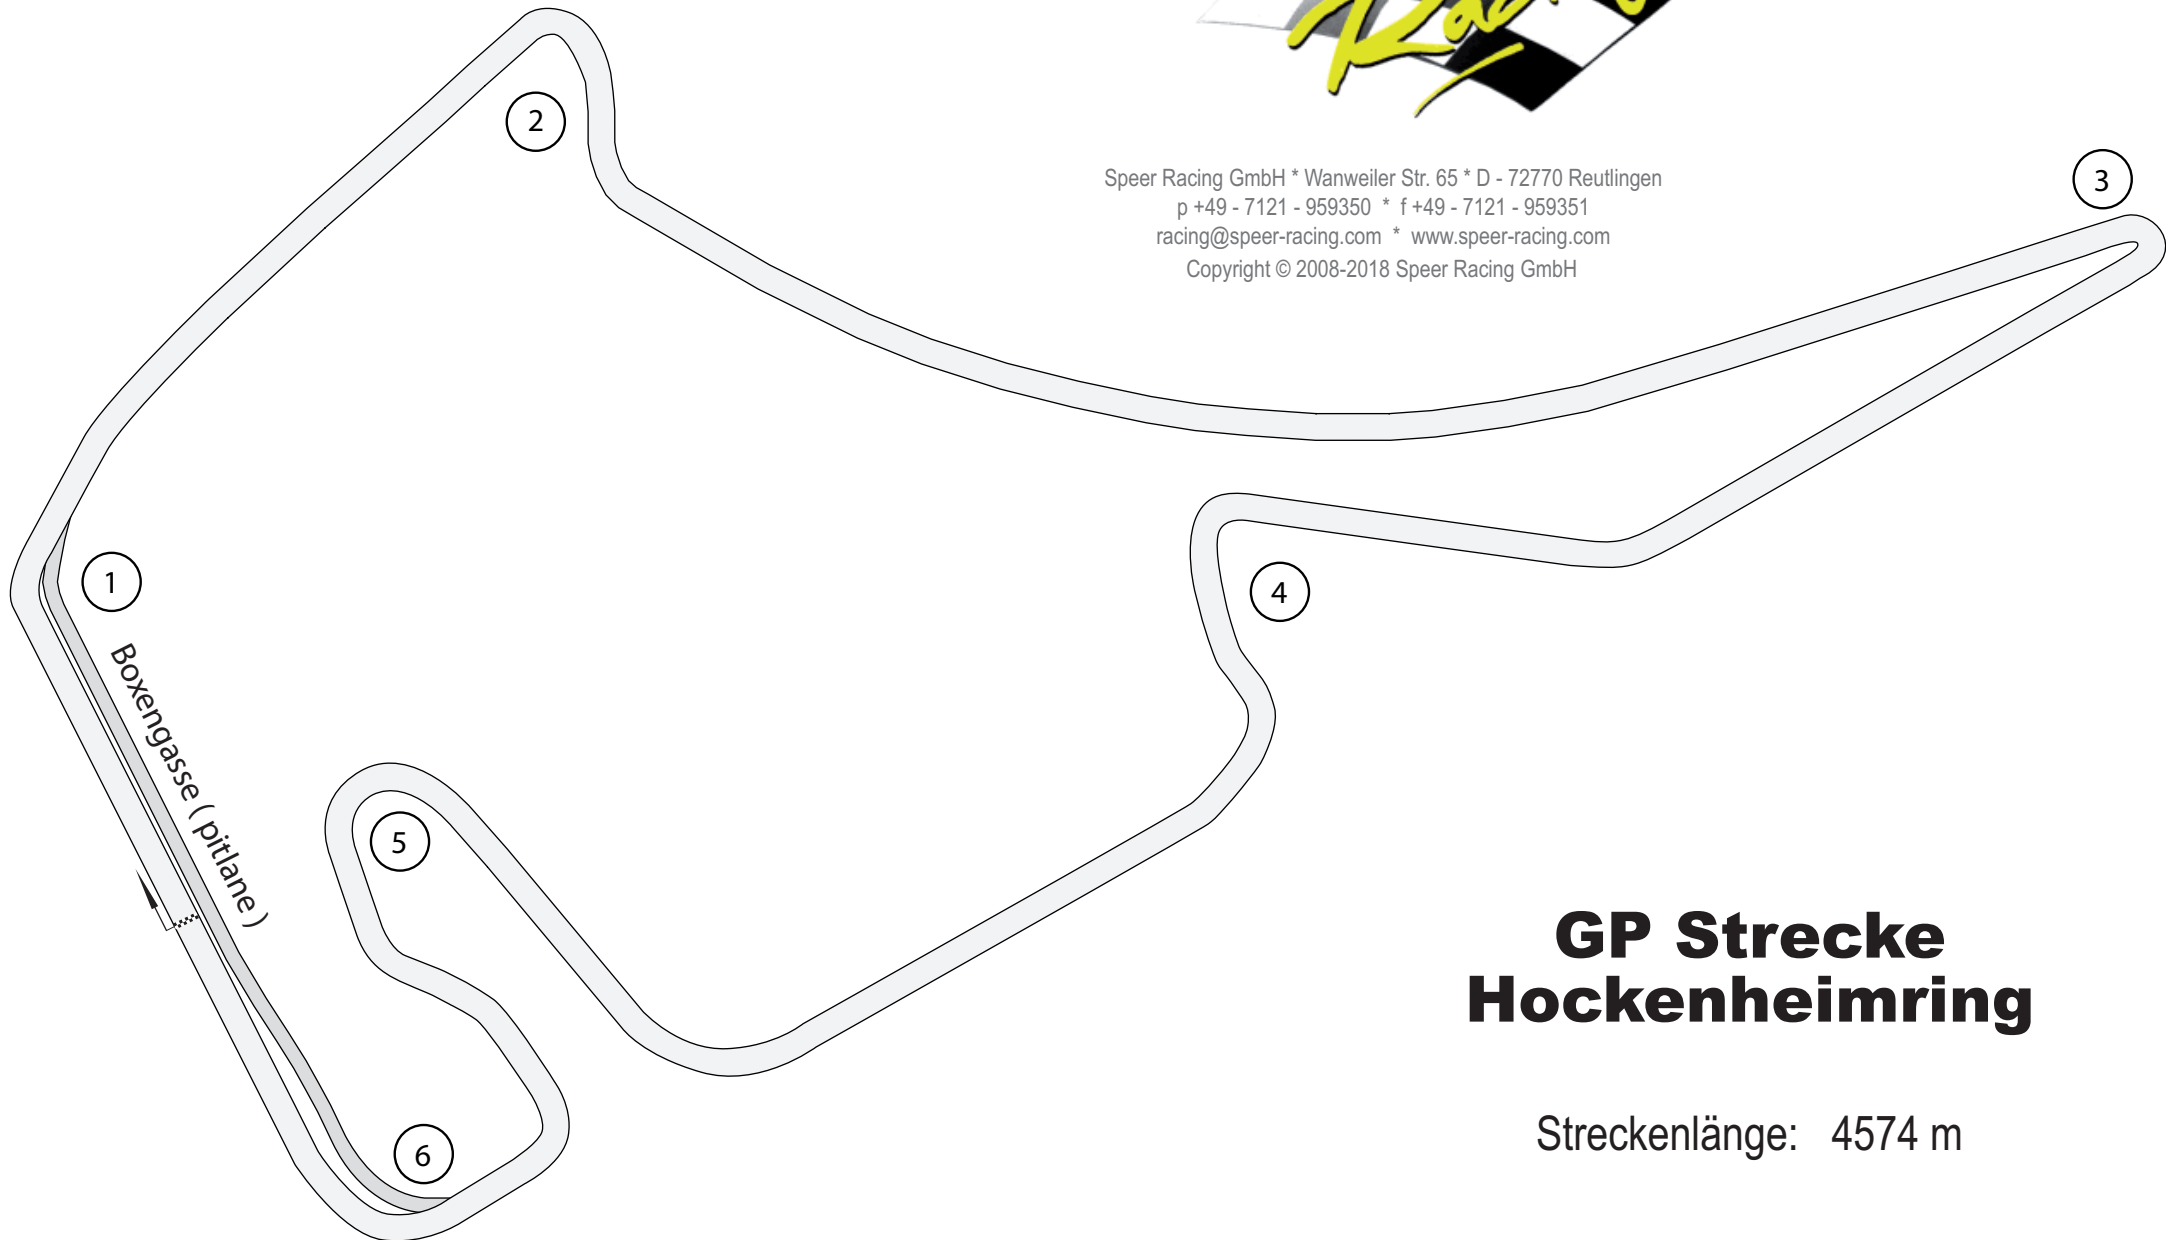 Racing
Speer Racing GmbH * Wanweiler Str. 65 * D - 72770 Reutlingen
p +49 - 7121 - 959350 * f +49 - 7121 - 959351
racing@speer-racing.com * www.speer-racing.com
Copyright © 2008-2018 Speer Racing GmbH
2
3
1
4
Boxengasse ( pitlane )
5
6
GP Strecke
Hockenheimring
Streckenlänge: 4574 m